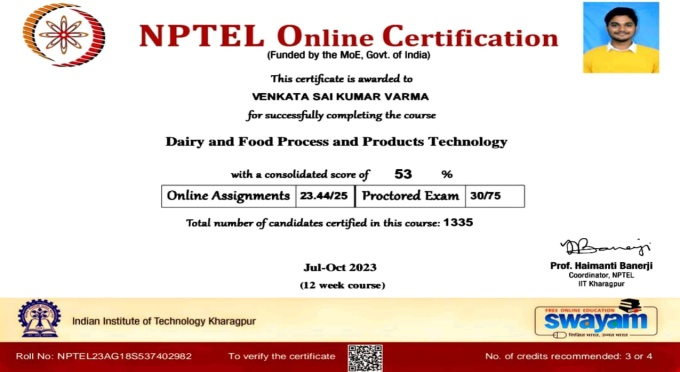 NPTEL Online Certification
(Funded by the MoE, Govt. of India)
This certificate is awarded to
VENKATA SAI KUMAR VARMA
for successfully completing the course
Dairy and Food Process and Products Technology
with a consolidated score of 53 %
Online Assignments 23.44/25 Proctored Exam 30/75
Total number of candidates certified in this course: 1335
Jul-Oct 2023
(12 week course)
Prof. Haimanti Banerji
Coordinator, NPTEL
IIT Kharagpur
Indian Institute of Technology Kharagpur
FREE ONLINE EDUCATION
swayam
शिक्षित भारत, उन्नत भारत
Roll No: NPTEL23AG18S537402982 To verify the certificate No. of credits recommended: 3 or 4